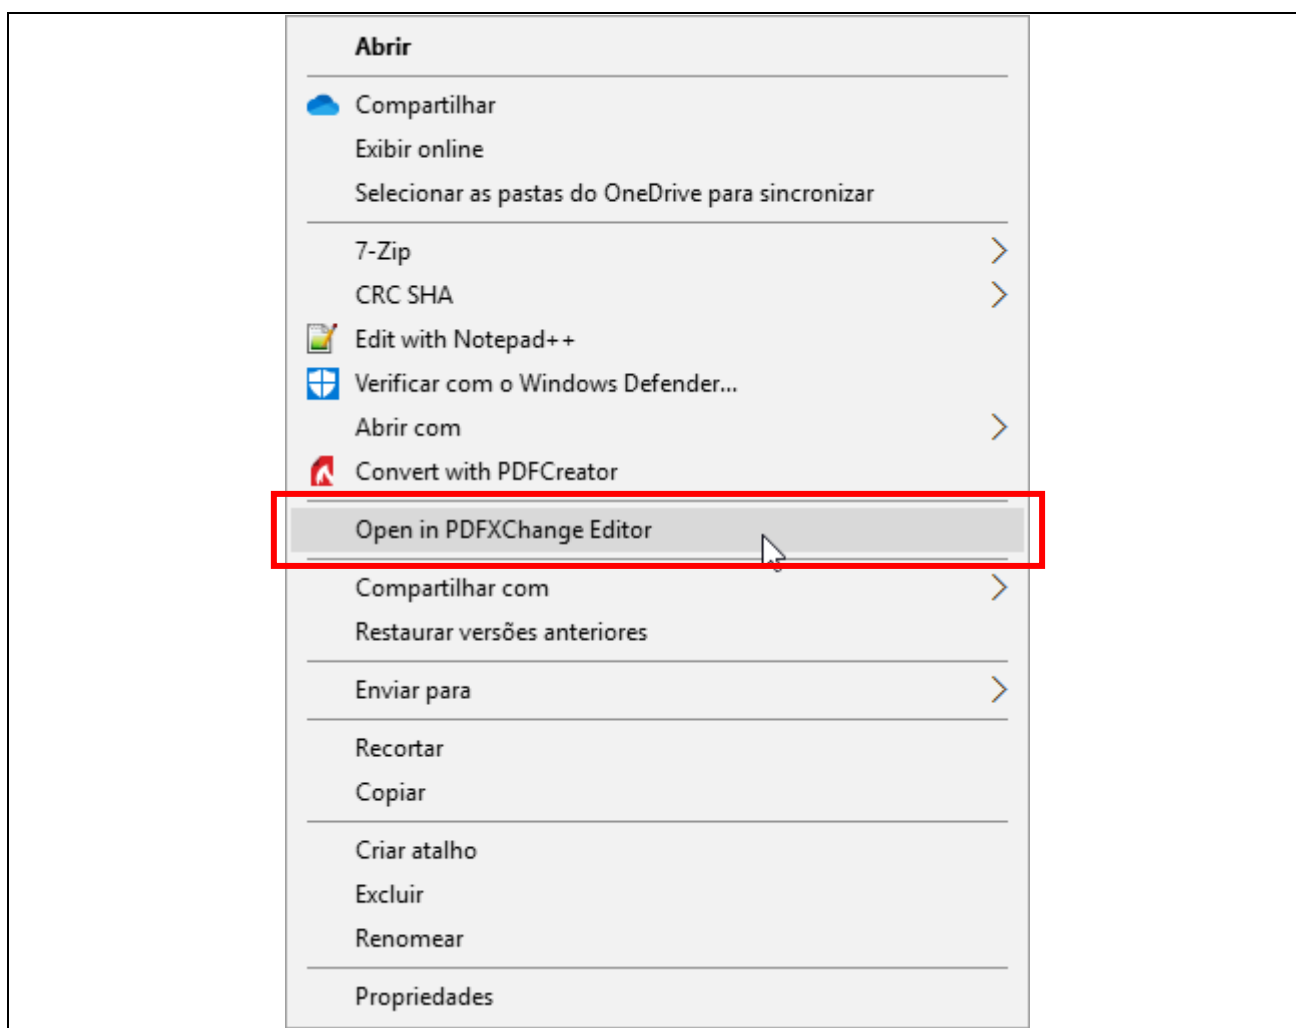 Abrir
Compartilhar
Exibir online
Selecionar as pastas do OneDrive para sincronizar
7-Zip
CRC SHA
Edit with Notepad++
Verificar com o Windows Defender...
Abrir com
Convert with PDFCreator
Open in PDFXChange Editor
Compartilhar com
Restaurar versões anteriores
Enviar para
Recortar
Copiar
Criar atalho
Excluir
Renomear
Propriedades